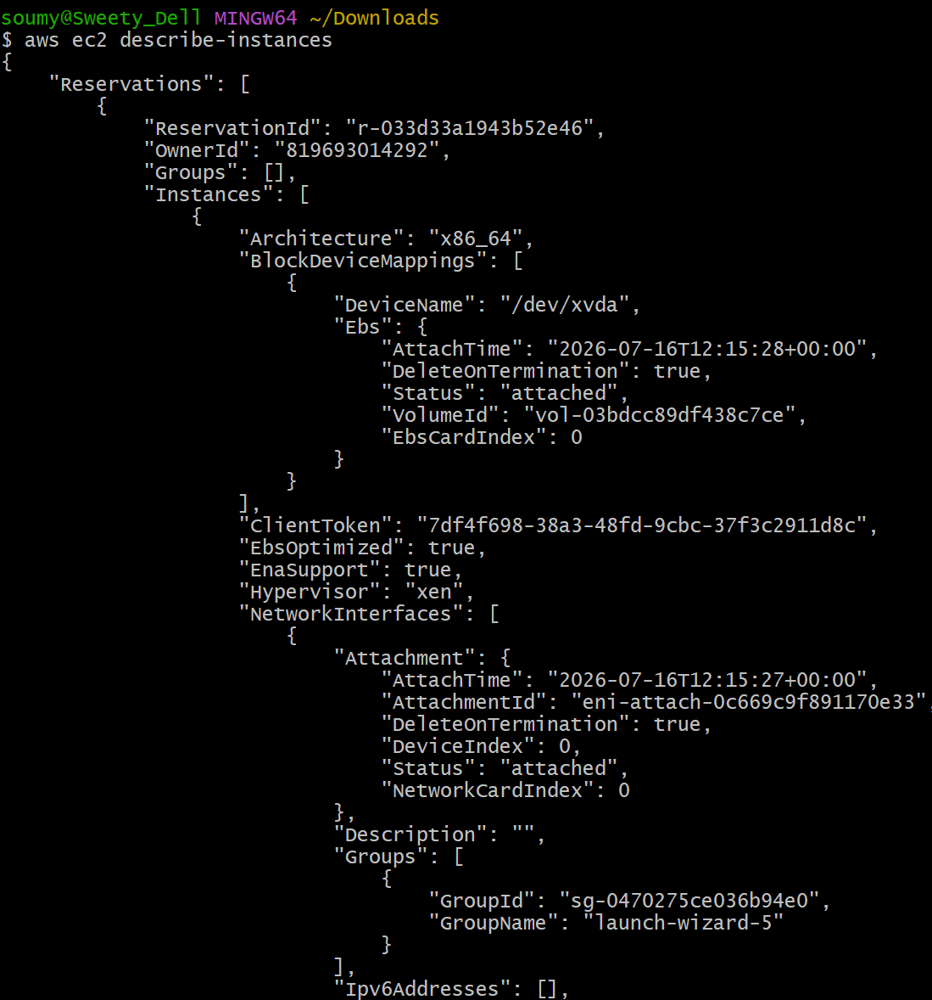 soumy@Sweety_Dell MINGW64 ~/Downloads
$ aws ec2 describe-instances
{
    "Reservations": [
        {
            "ReservationId": "r-033d33a1943b52e46",
            "OwnerId": "819693014292",
            "Groups": [],
            "Instances": [
                {
                    "Architecture": "x86_64",
                    "BlockDeviceMappings": [
                        {
                            "DeviceName": "/dev/xvda",
                            "Ebs": {
                                "AttachTime": "2026-07-16T12:15:28+00:00",
                                "DeleteOnTermination": true,
                                "Status": "attached",
                                "VolumeId": "vol-03bdcc89df438c7ce",
                                "EbsCardIndex": 0
                            }
                        }
                    ],
                    "ClientToken": "7df4f698-38a3-48fd-9cbc-37f3c2911d8c",
                    "EbsOptimized": true,
                    "EnaSupport": true,
                    "Hypervisor": "xen",
                    "NetworkInterfaces": [
                        {
                            "Attachment": {
                                "AttachTime": "2026-07-16T12:15:27+00:00",
                                "AttachmentId": "eni-attach-0c669c9f891170e33",
                                "DeleteOnTermination": true,
                                "DeviceIndex": 0,
                                "Status": "attached",
                                "NetworkCardIndex": 0
                            },
                            "Description": "",
                            "Groups": [
                                {
                                    "GroupId": "sg-0470275ce036b94e0",
                                    "GroupName": "launch-wizard-5"
                                }
                            ],
                            "Ipv6Addresses": [],